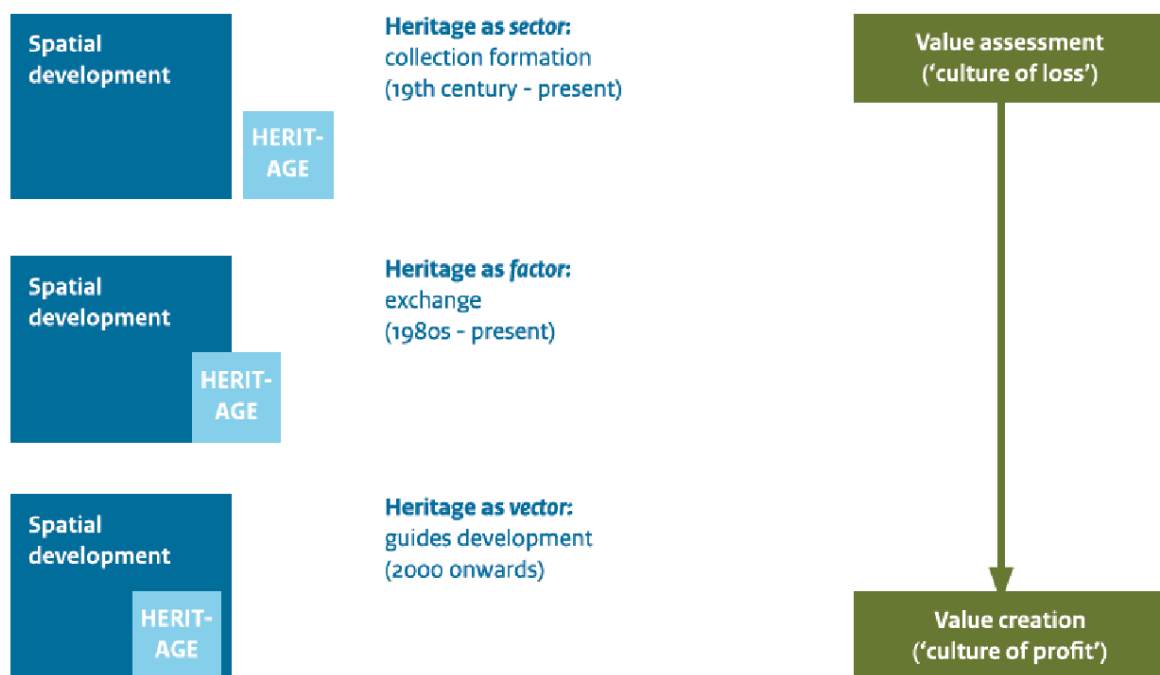 Spatial
development
HERIT-
AGE
Heritage as sector:
collection formation
(19th century - present)
Value assessment
(‘culture of loss’)
Spatial
development
HERIT-
AGE
Heritage as factor:
exchange
(1980s - present)
Spatial
development
HERIT-
AGE
Heritage as vector:
guides development
(2000 onwards)
Value creation
(‘culture of profit’)